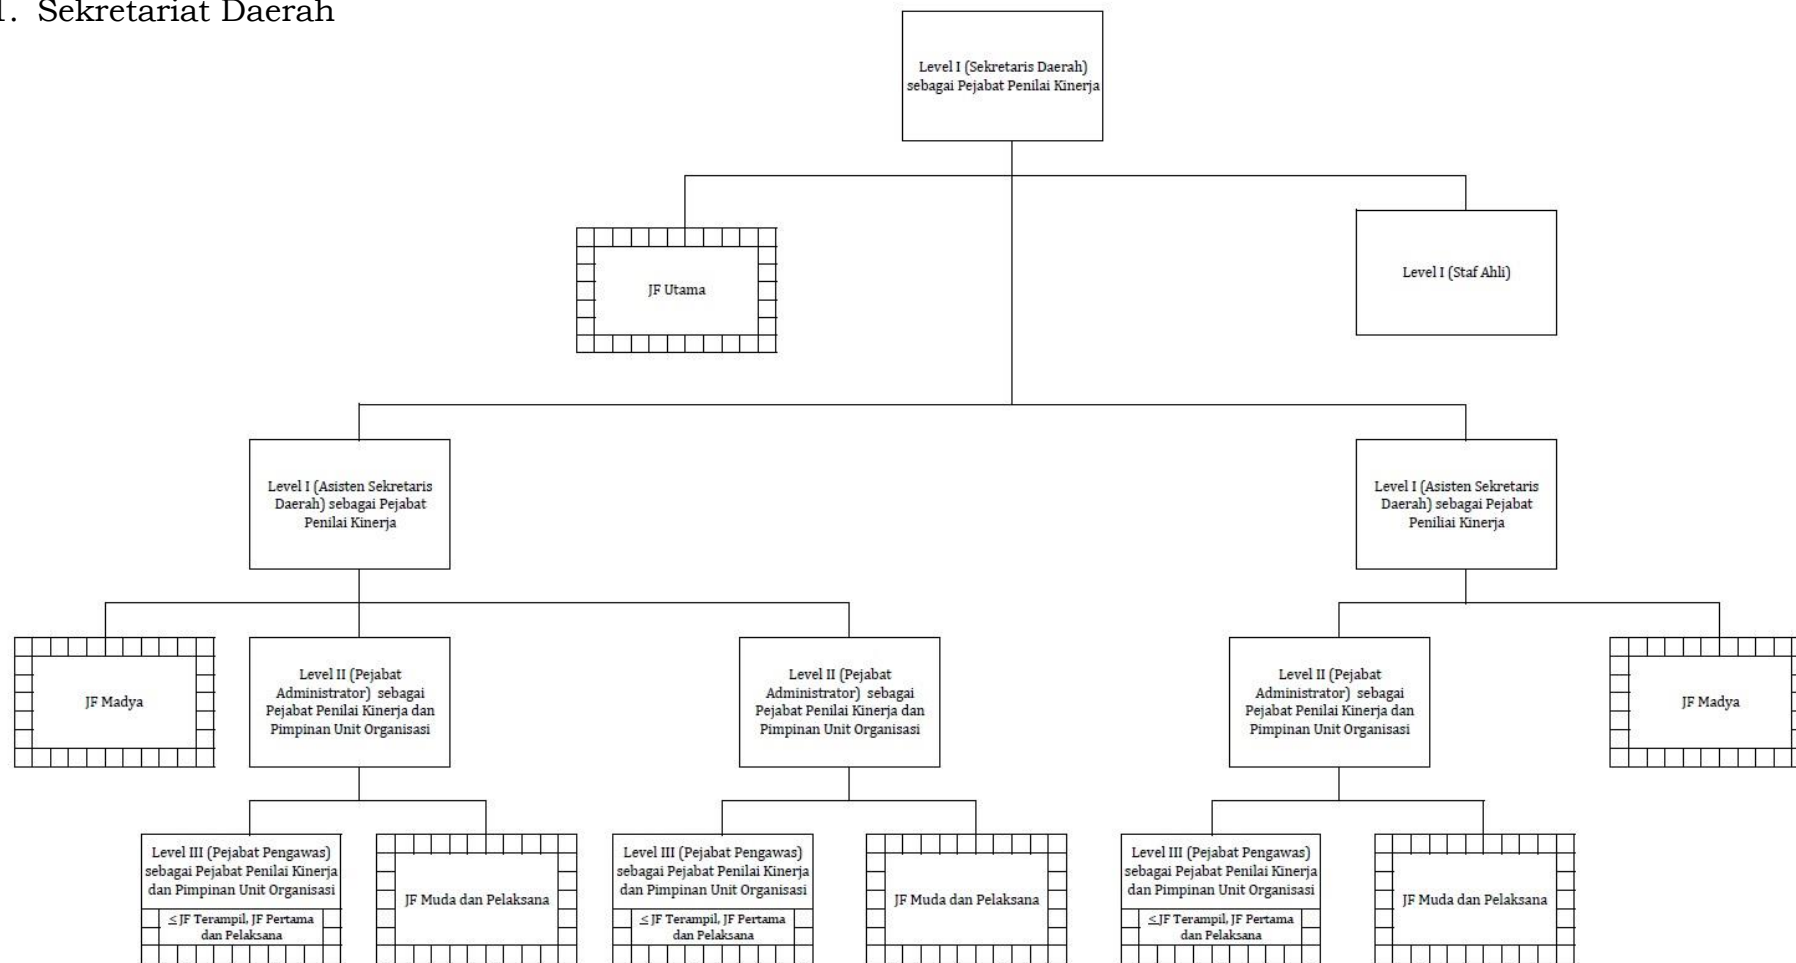 1. Sekretariat Daerah
Level I (Sekretaris Daerah)
sebagai Pejabat Penilai Kinerja
JF Utama
Level I (Staf Ahli)
Level I (Asisten Sekretaris
Daerah) sebagai Pejabat
Penilai Kinerja
Level I (Asisten Sekretaris
Daerah) sebagai Pejabat
Peniliai Kinerja
JF Madya
Level II (Pejabat
Administrator) sebagai
Pejabat Penilai Kinerja dan
Pimpinan Unit Organisasi
Level II (Pejabat
Administrator) sebagai
Pejabat Penilai Kinerja dan
Pimpinan Unit Organisasi
Level II (Pejabat
Administrator) sebagai
Pejabat Penilai Kinerja dan
Pimpinan Unit Organisasi
JF Madya
Level III (Pejabat Pengawas)
sebagai Pejabat Penilai Kinerja
dan Pimpinan Unit Organisasi
≤ JF Terampil, JF Pertama
dan Pelaksana
JF Muda dan Pelaksana
Level III (Pejabat Pengawas)
sebagai Pejabat Penilai Kinerja
dan Pimpinan Unit Organisasi
≤ JF Terampil, JF Pertama
dan Pelaksana
JF Muda dan Pelaksana
Level III (Pejabat Pengawas)
sebagai Pejabat Penilai Kinerja
dan Pimpinan Unit Organisasi
≤ JF Terampil, JF Pertama
dan Pelaksana
JF Muda dan Pelaksana